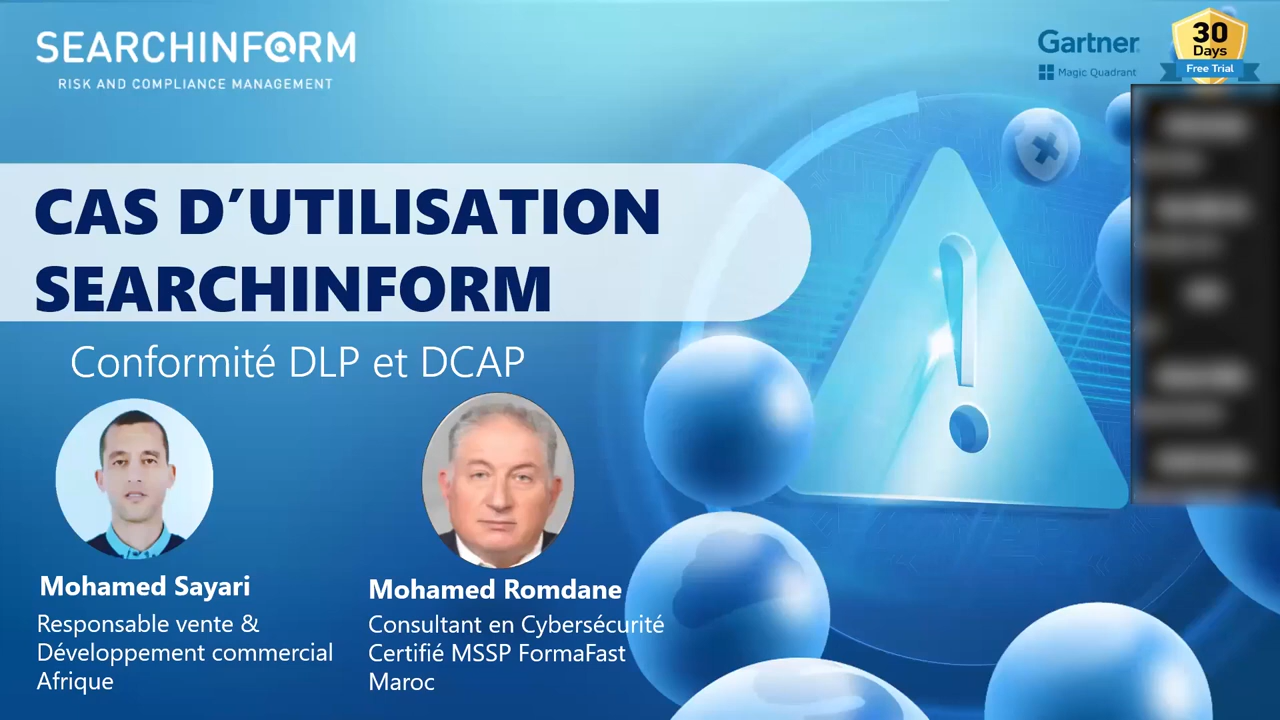 SEARCHINFORM
RISK AND COMPLIANCE MANAGEMENT
Gartner
Magic Quadrant
30
Days
Free Trial
CAS D’UTILISATION
SEARCHINFORM
Conformité DLP et DCAP
Mohamed Sayari
Responsable vente &
Développement commercial
Afrique
Mohamed Romdane
Consultant en Cybersécurité
Certifié MSSP FormaFast
Maroc